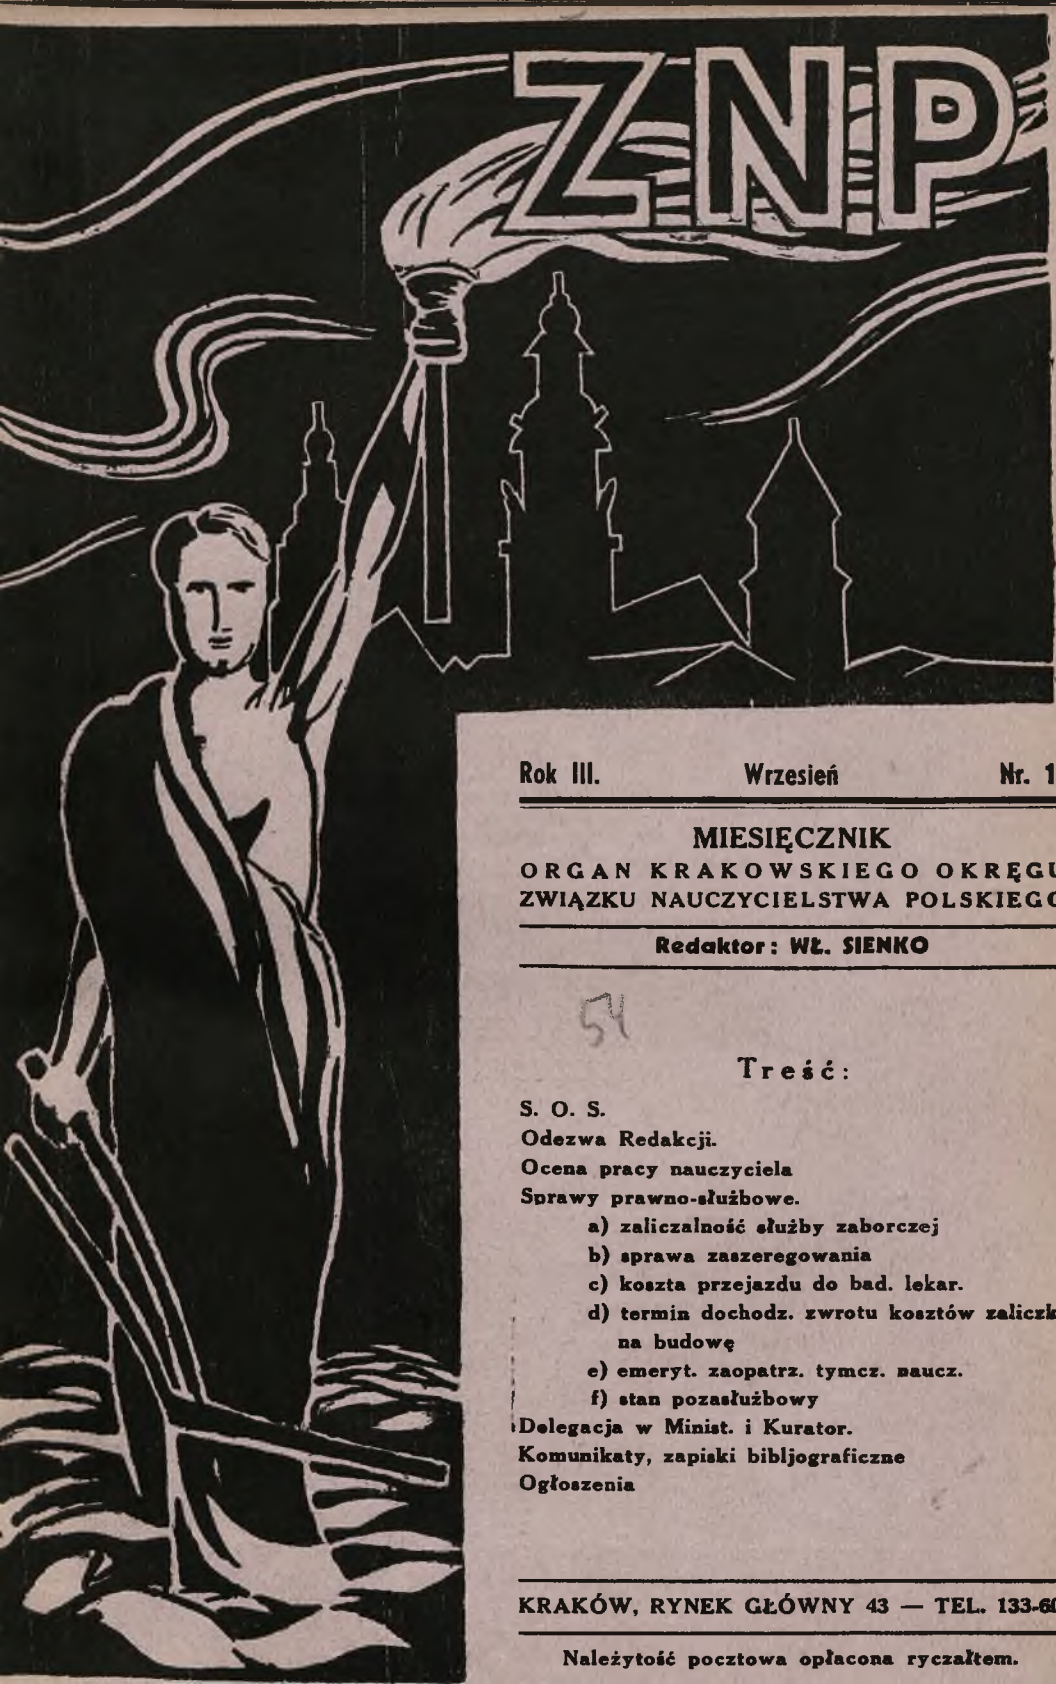 ZNP
Rok III. Wrzesień Nr. 1
MIESIĘCZNIK
ORGAN KRAKOWSKIEGO OKRĘGU
ZWIĄZKU NAUCZYCIELSTWA POLSKIEGO
Redaktor: WŁ. SIENKO
54
Treść:
S. O. S.
Odezwa Redakcji.
Ocena pracy nauczyciela
Sprawy prawno-służbowe.
a) zaliczalność służby zaborczej
b) sprawa zaszeregowania
c) koszta przejazdu do bad. lekar.
d) termin dochodz. zwrotu kosztów zaliczk
na budowę
e) emeryt. zaopatrz. tymcz. naucz.
f) stan pozasłużbowy
Delegacja w Minist. i Kurator.
Komunikaty, zapiski bibljograficzne
Ogłoszenia
KRAKÓW, RYNEK GŁÓWNY 43 — TEL. 133-60
Należytość pocztowa opłacona ryczałtem.